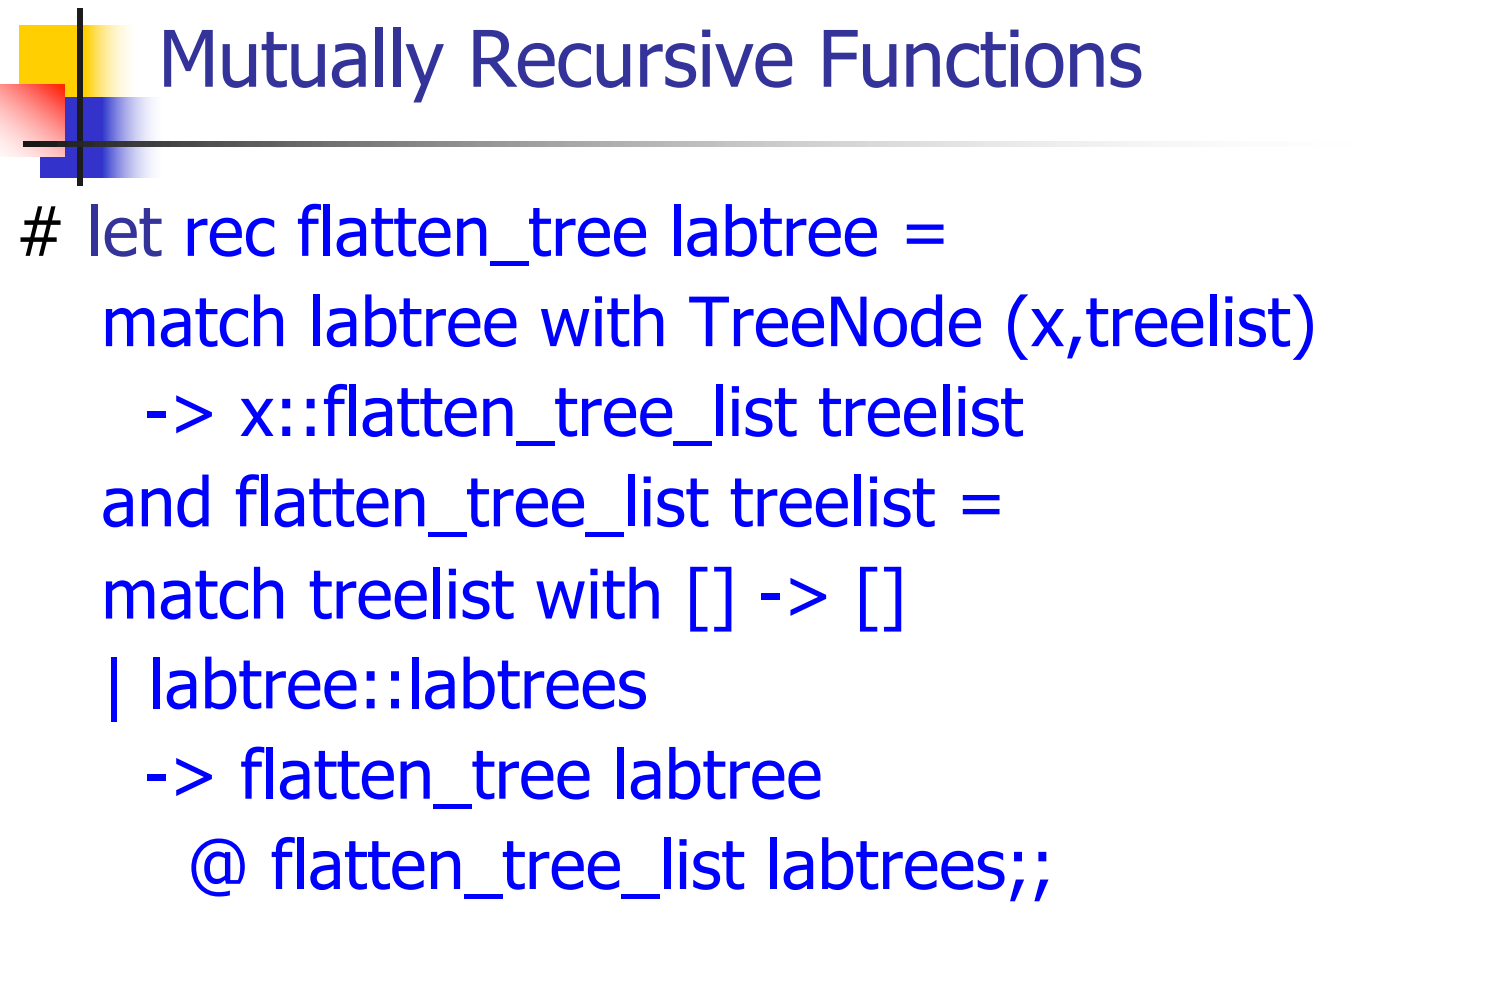 Mutually Recursive Functions
# let rec flatten_tree labtree =
match labtree with TreeNode (x,treelist)
-> x::flatten_tree_list treelist
and flatten_tree_list treelist =
match treelist with [] -> []
| labtree::labtrees
-> flatten_tree labtree
@ flatten_tree_list labtrees;;